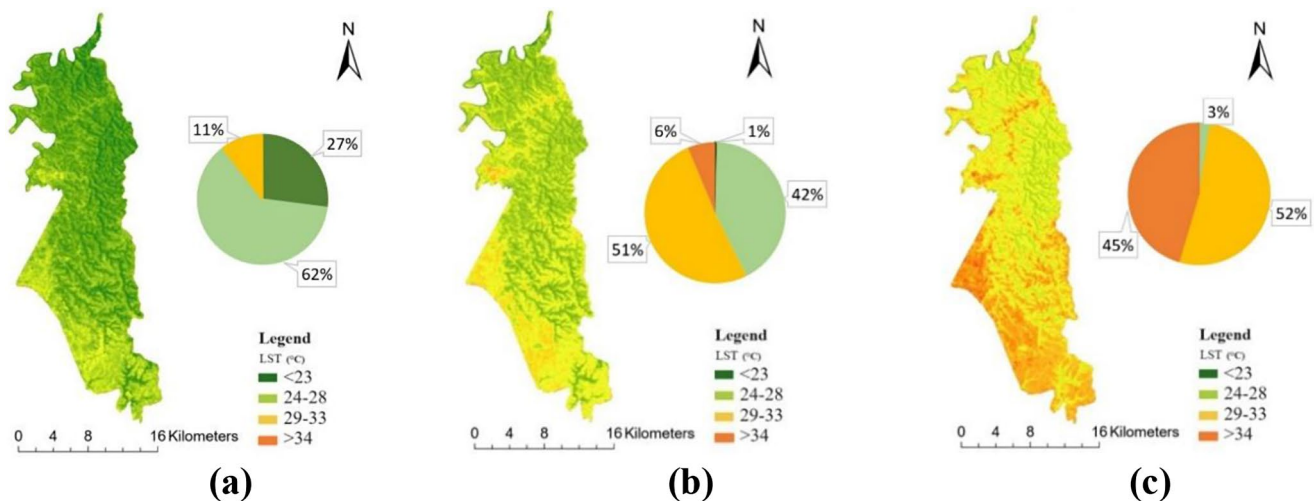 N
11%
27%
62%
Legend
LST (°C)
<23
24-28
29-33
>34
0 4 8 16 Kilometers
(a)
N
6%
1%
42%
51%
Legend
LST (°C)
<23
24-28
29-33
>34
0 4 8 16 Kilometers
(b)
N
3%
52%
45%
Legend
LST (°C)
<23
24-28
29-33
>34
0 4 8 16 Kilometers
(c)